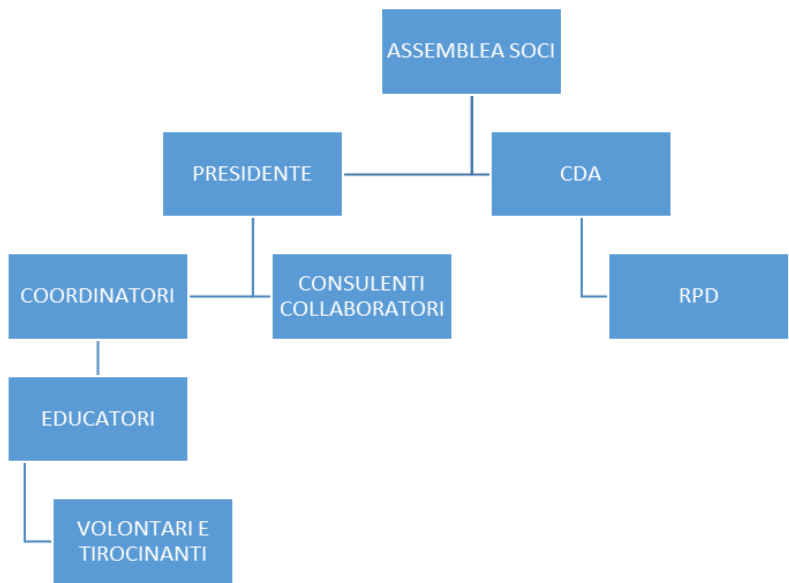 ASSEMBLEA SOCI
PRESIDENTE
CDA
COORDINATORI
CONSULENTI
COLLABORATORI
RPD
EDUCATORI
VOLONTARI E
TIROCINANTI